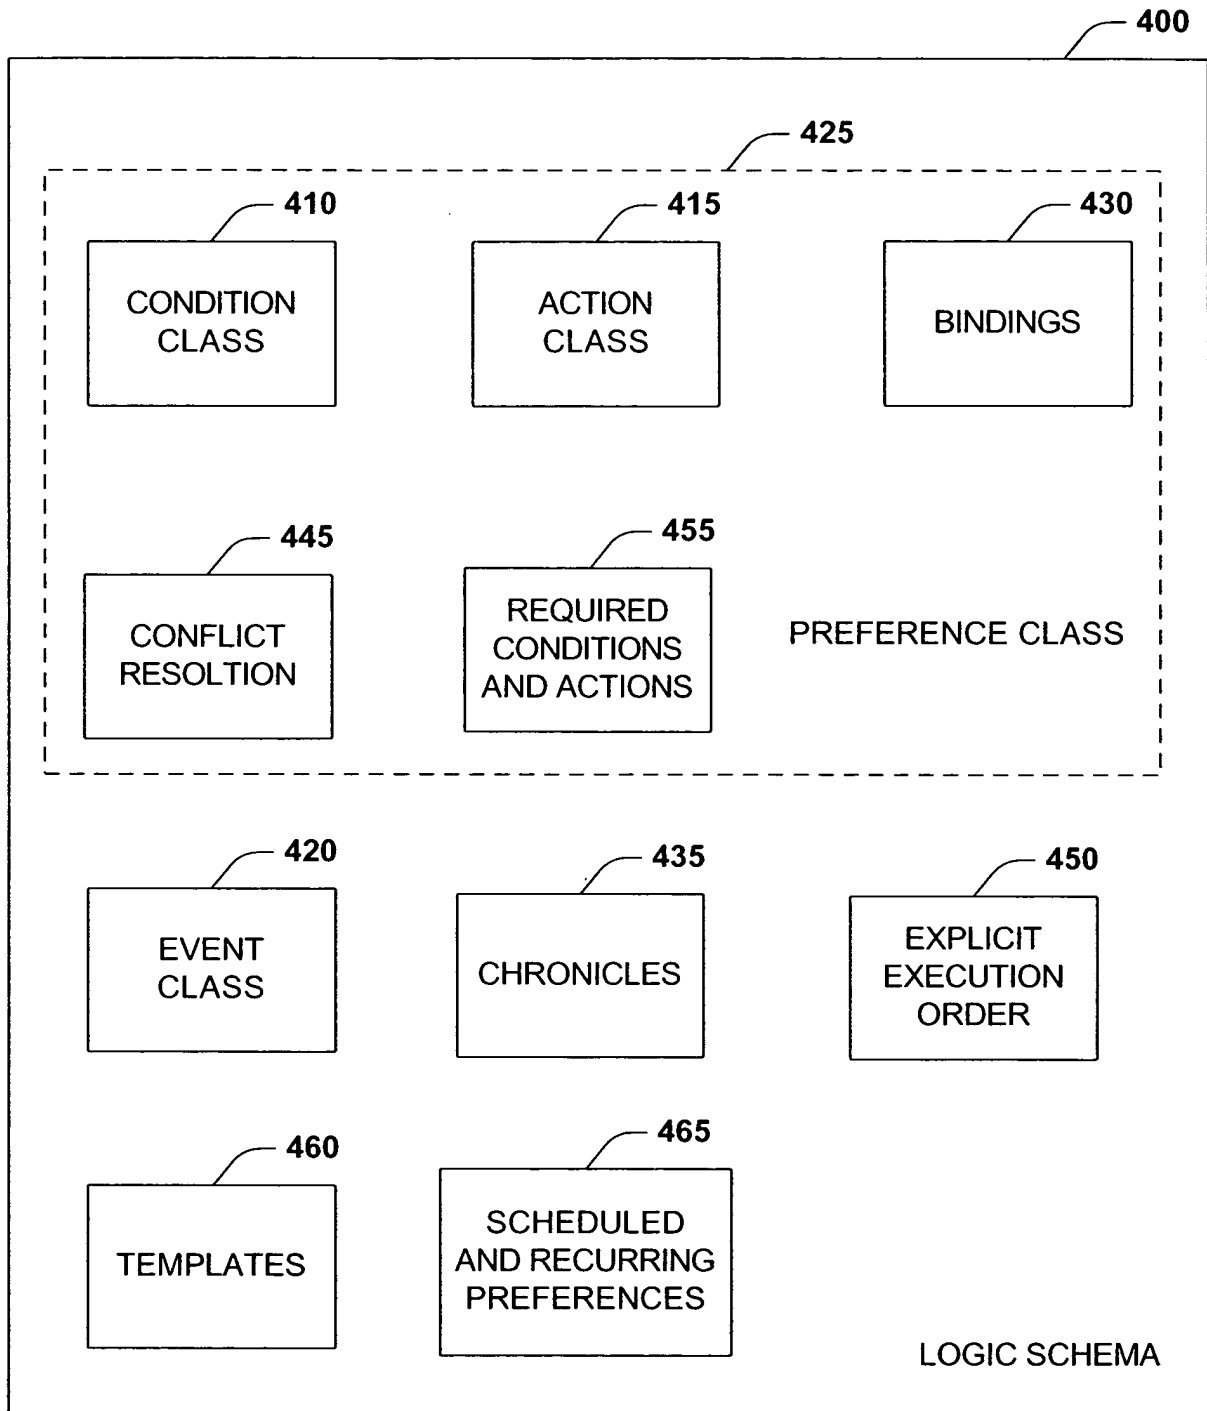 400
425
410
415
430
CONDITION
CLASS
ACTION
CLASS
BINDINGS
445
455
CONFLICT
RESOLTION
REQUIRED
CONDITIONS
AND ACTIONS
PREFERENCE CLASS
420
435
450
EVENT
CLASS
CHRONICLES
EXPLICIT
EXECUTION
ORDER
460
465
TEMPLATES
SCHEDULED
AND RECURRING
PREFERENCES
LOGIC SCHEMA